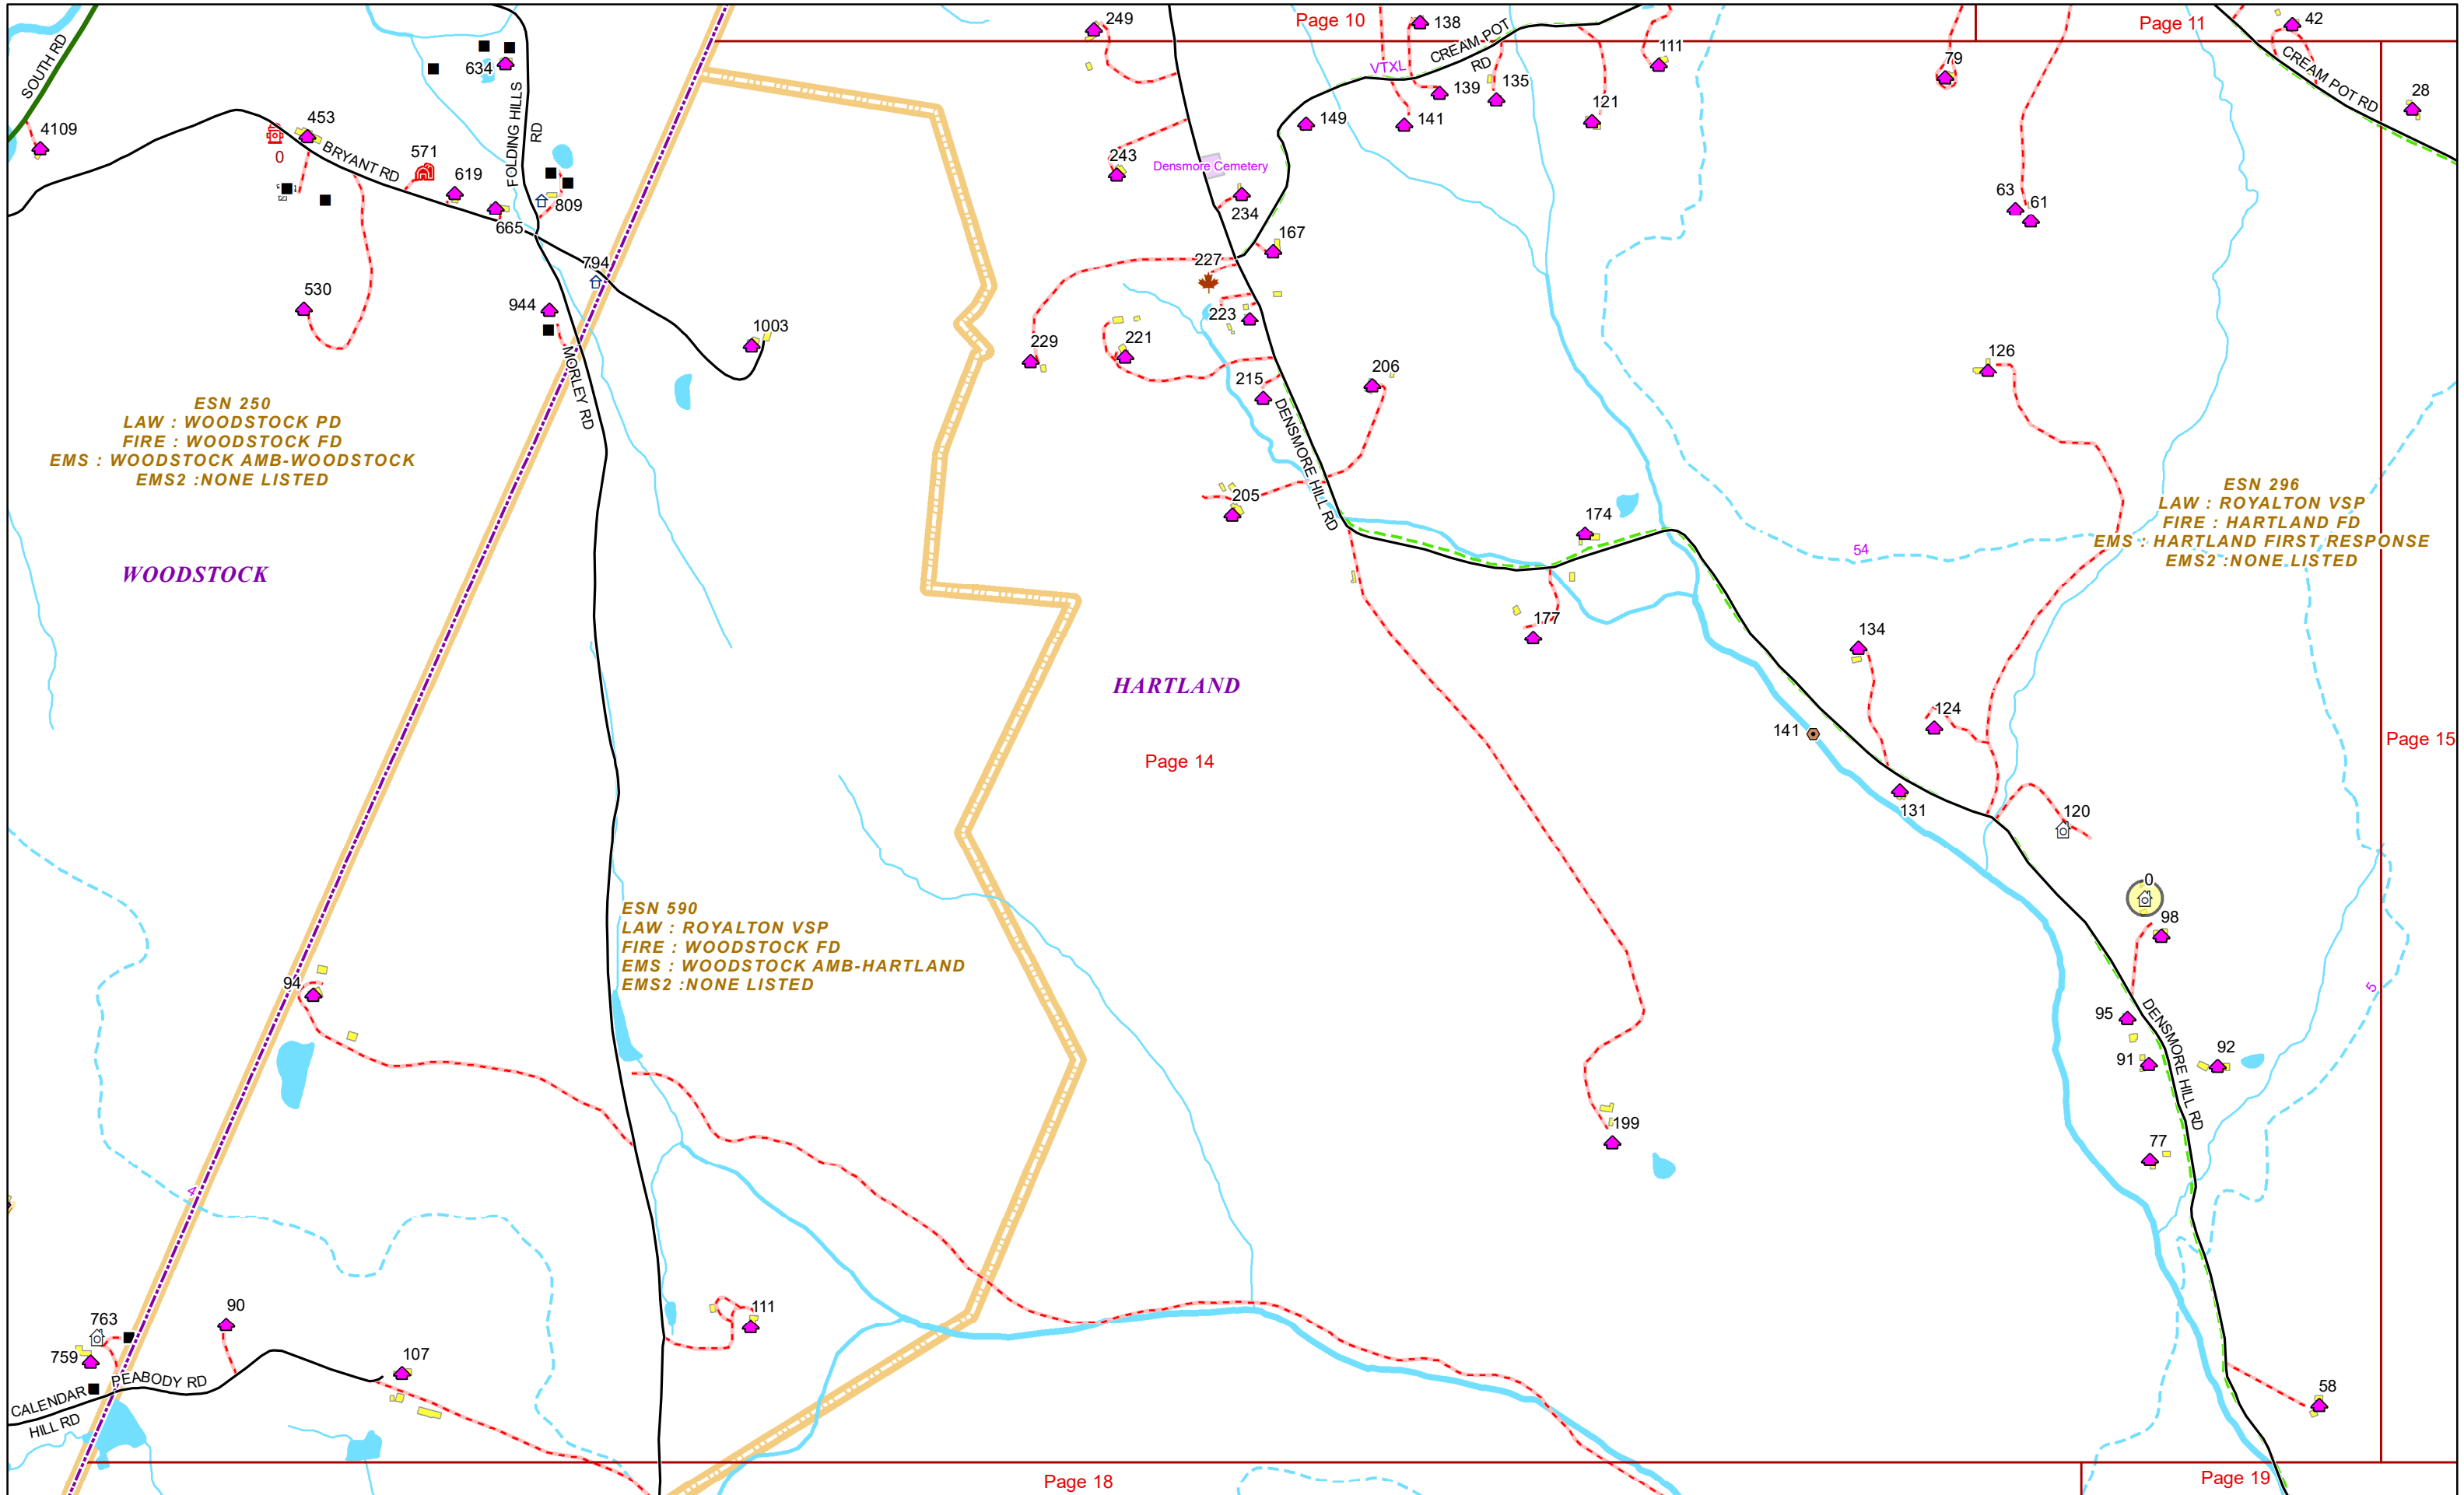 Page 10
Page 11
249
138
42
SOUTH RD
634
FOLDING HILLS
RD
CREAM POT
RD
VTXL
111
79
CREAM POT RD
28
4109
453
0
BRYANT RD
571
619
665
809
139
135
141
121
149
243
Densmore Cemetery
234
167
63
61
227
794
944
530
1003
MORLEY RD
229
221
223
215
206
126
DENSMORE HILL RD
205
174
177
ESN 250
LAW : WOODSTOCK PD
FIRE : WOODSTOCK FD
EMS : WOODSTOCK AMB-WOODSTOCK
EMS2 :NONE LISTED
ESN 296
LAW : ROYALTON VSP
FIRE : HARTLAND FD
EMS : HARTLAND FIRST RESPONSE
EMS2 :NONE LISTED
54
WOODSTOCK
HARTLAND
Page 14
Page 15
134
124
141
131
120
0
98
ESN 590
LAW : ROYALTON VSP
FIRE : WOODSTOCK FD
EMS : WOODSTOCK AMB-HARTLAND
EMS2 :NONE LISTED
94
5
95
DENSMORE HILL RD
91
92
199
77
4
763
759
90
111
107
58
CALENDAR
HILL RD
PEABODY RD
Page 18
Page 19